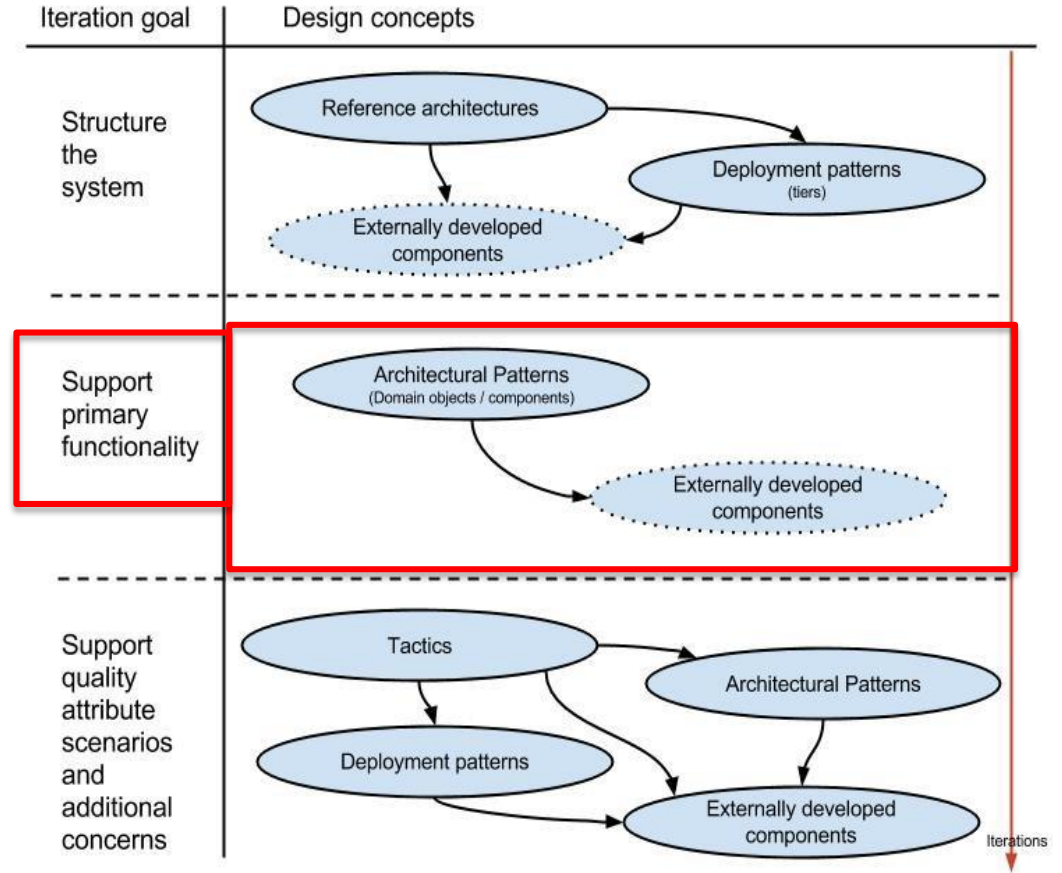 Iteration goal
Design concepts
Structure
the
system
Reference architectures
Deployment patterns
(tiers)
Externally developed
components
Support
primary
functionality
Architectural Patterns
(Domain objects / components)
Externally developed
components
Support
quality
attribute
scenarios
and
additional
concerns
Tactics
Architectural Patterns
Deployment patterns
Externally developed
components
Iterations